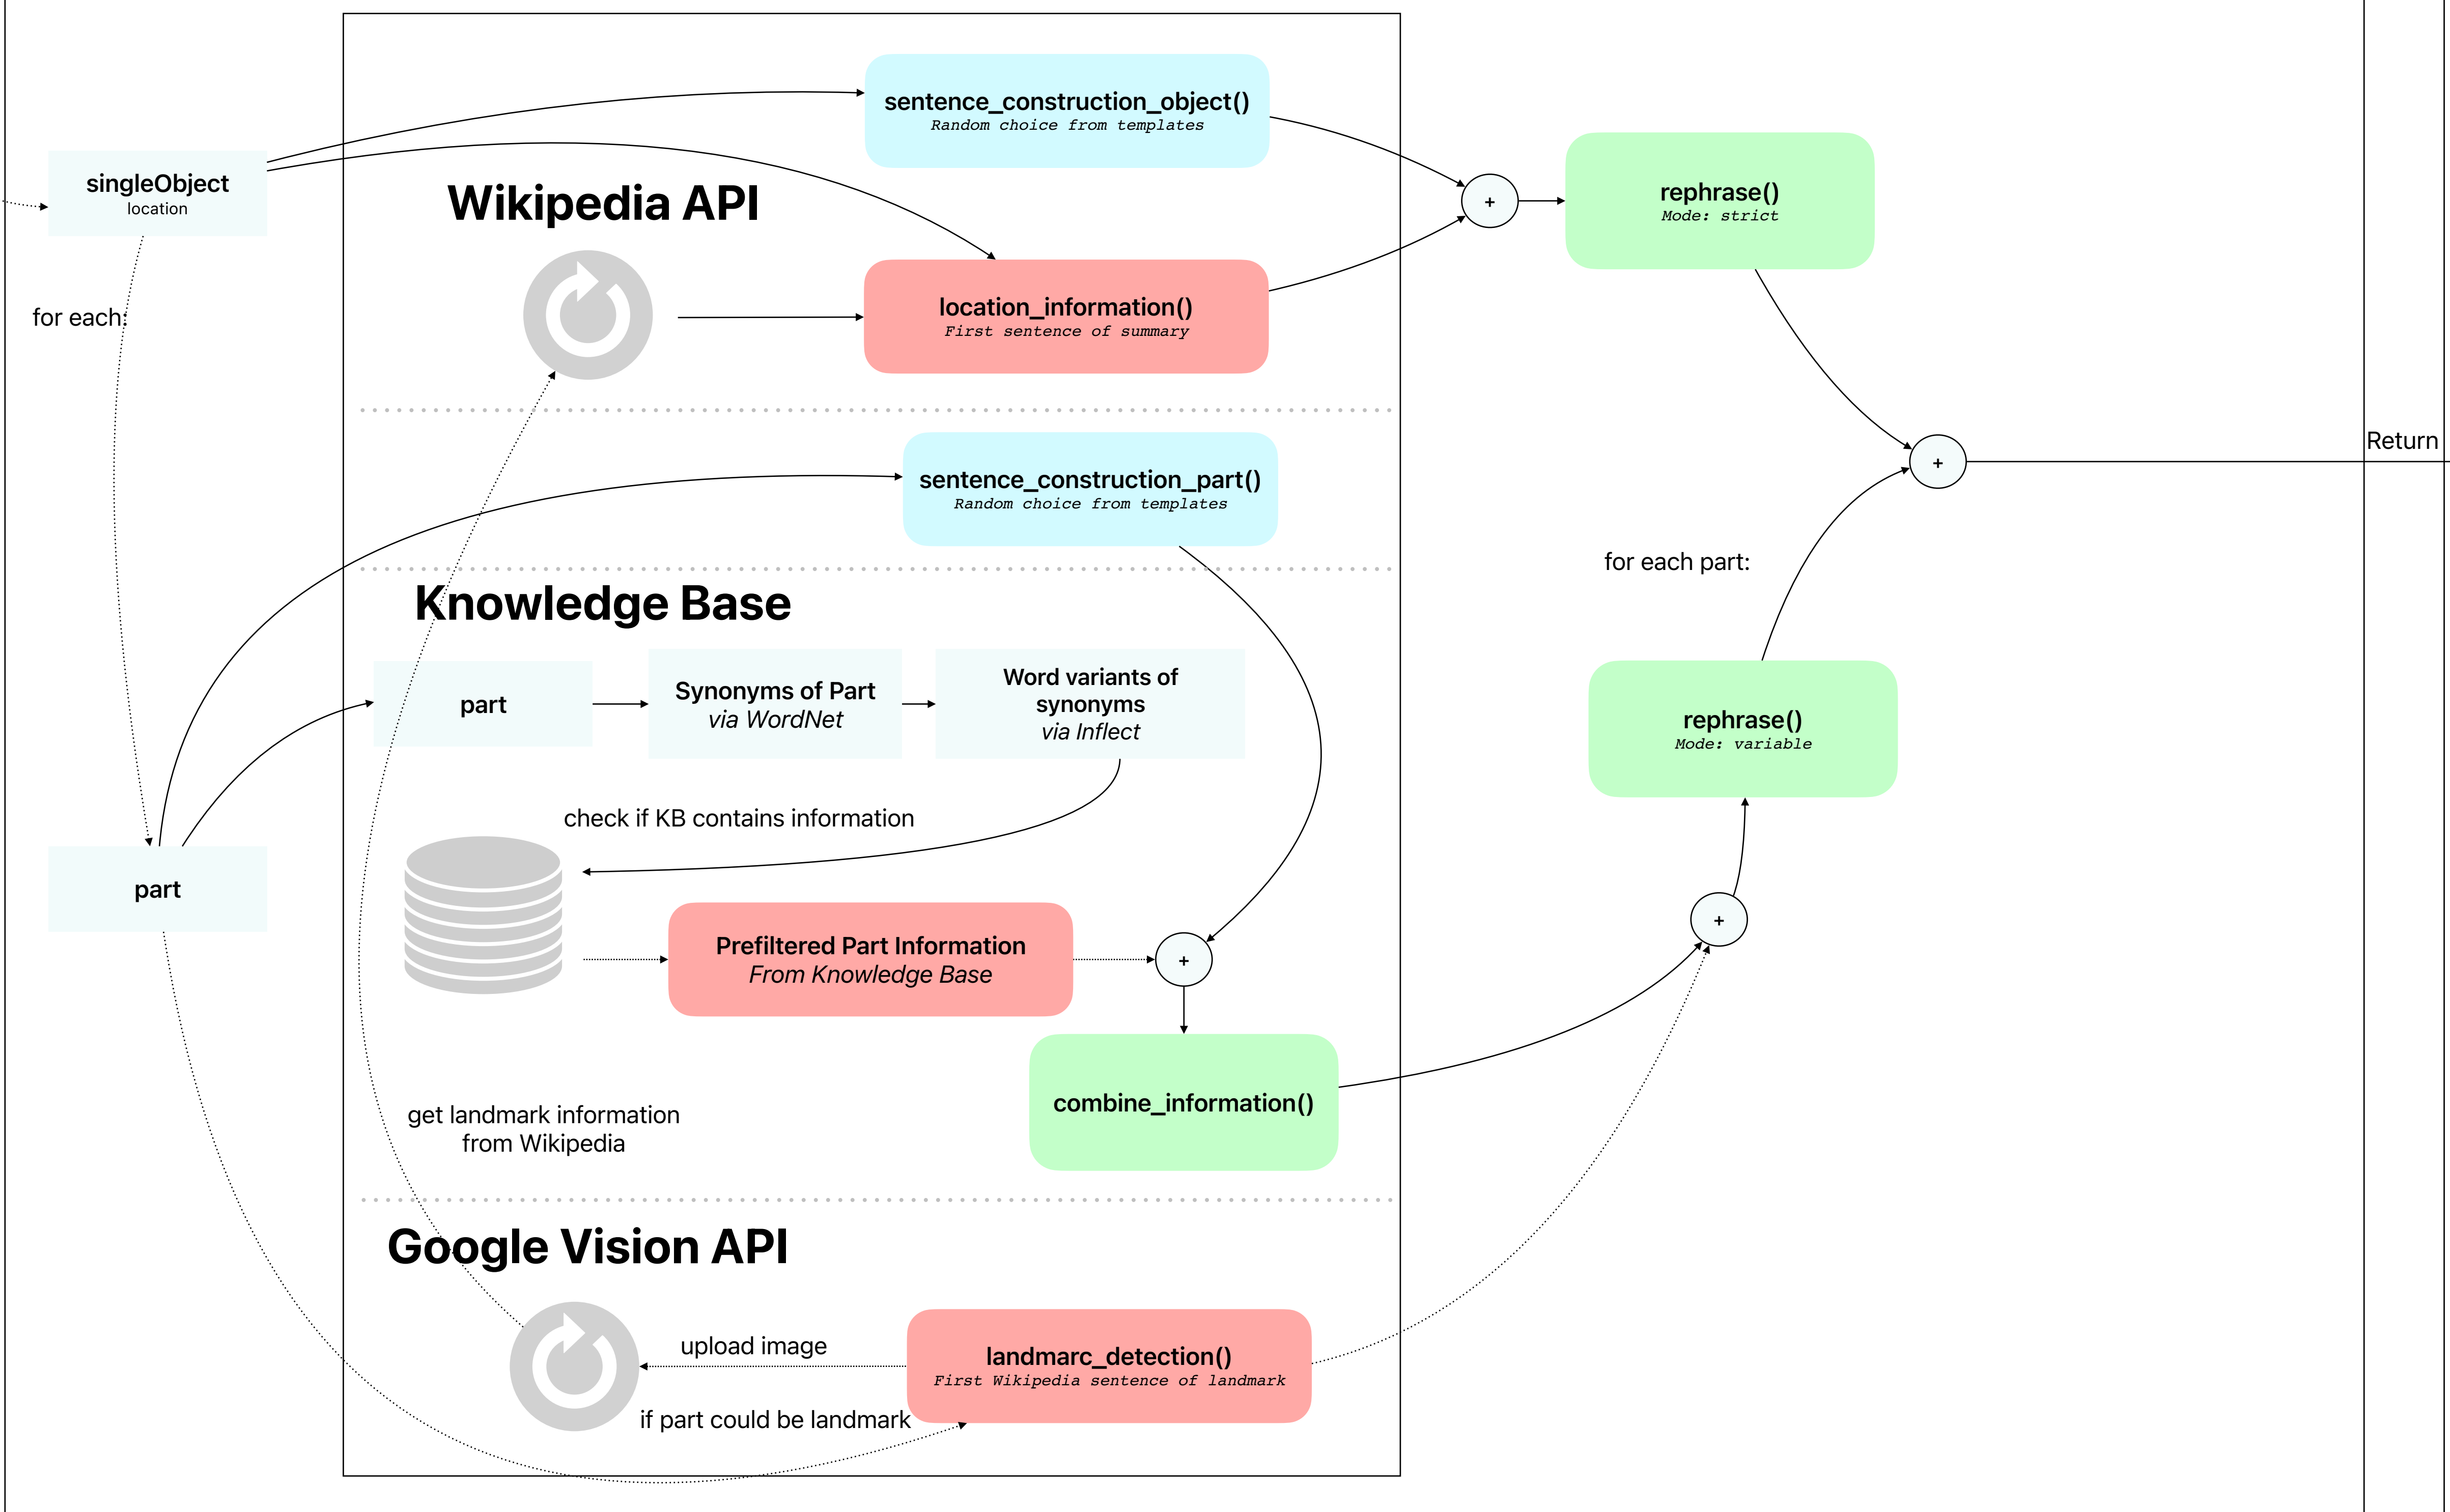 sentence_construction_object()
Random choice from templates
singleObject
location
Wikipedia API
rephrase()
Mode: strict
+
for each:
location_information()
First sentence of summary
Return
+
sentence_construction_part()
Random choice from templates
for each part:
Knowledge Base
part
Synonyms of Part
via WordNet
Word variants of
synonyms
via Inflect
rephrase()
Mode: variable
check if KB contains information
part
+
Prefiltered Part Information
From Knowledge Base
+
combine_information()
get landmark information
from Wikipedia
Google Vision API
upload image
landmarc_detection()
First Wikipedia sentence of landmark
if part could be landmark